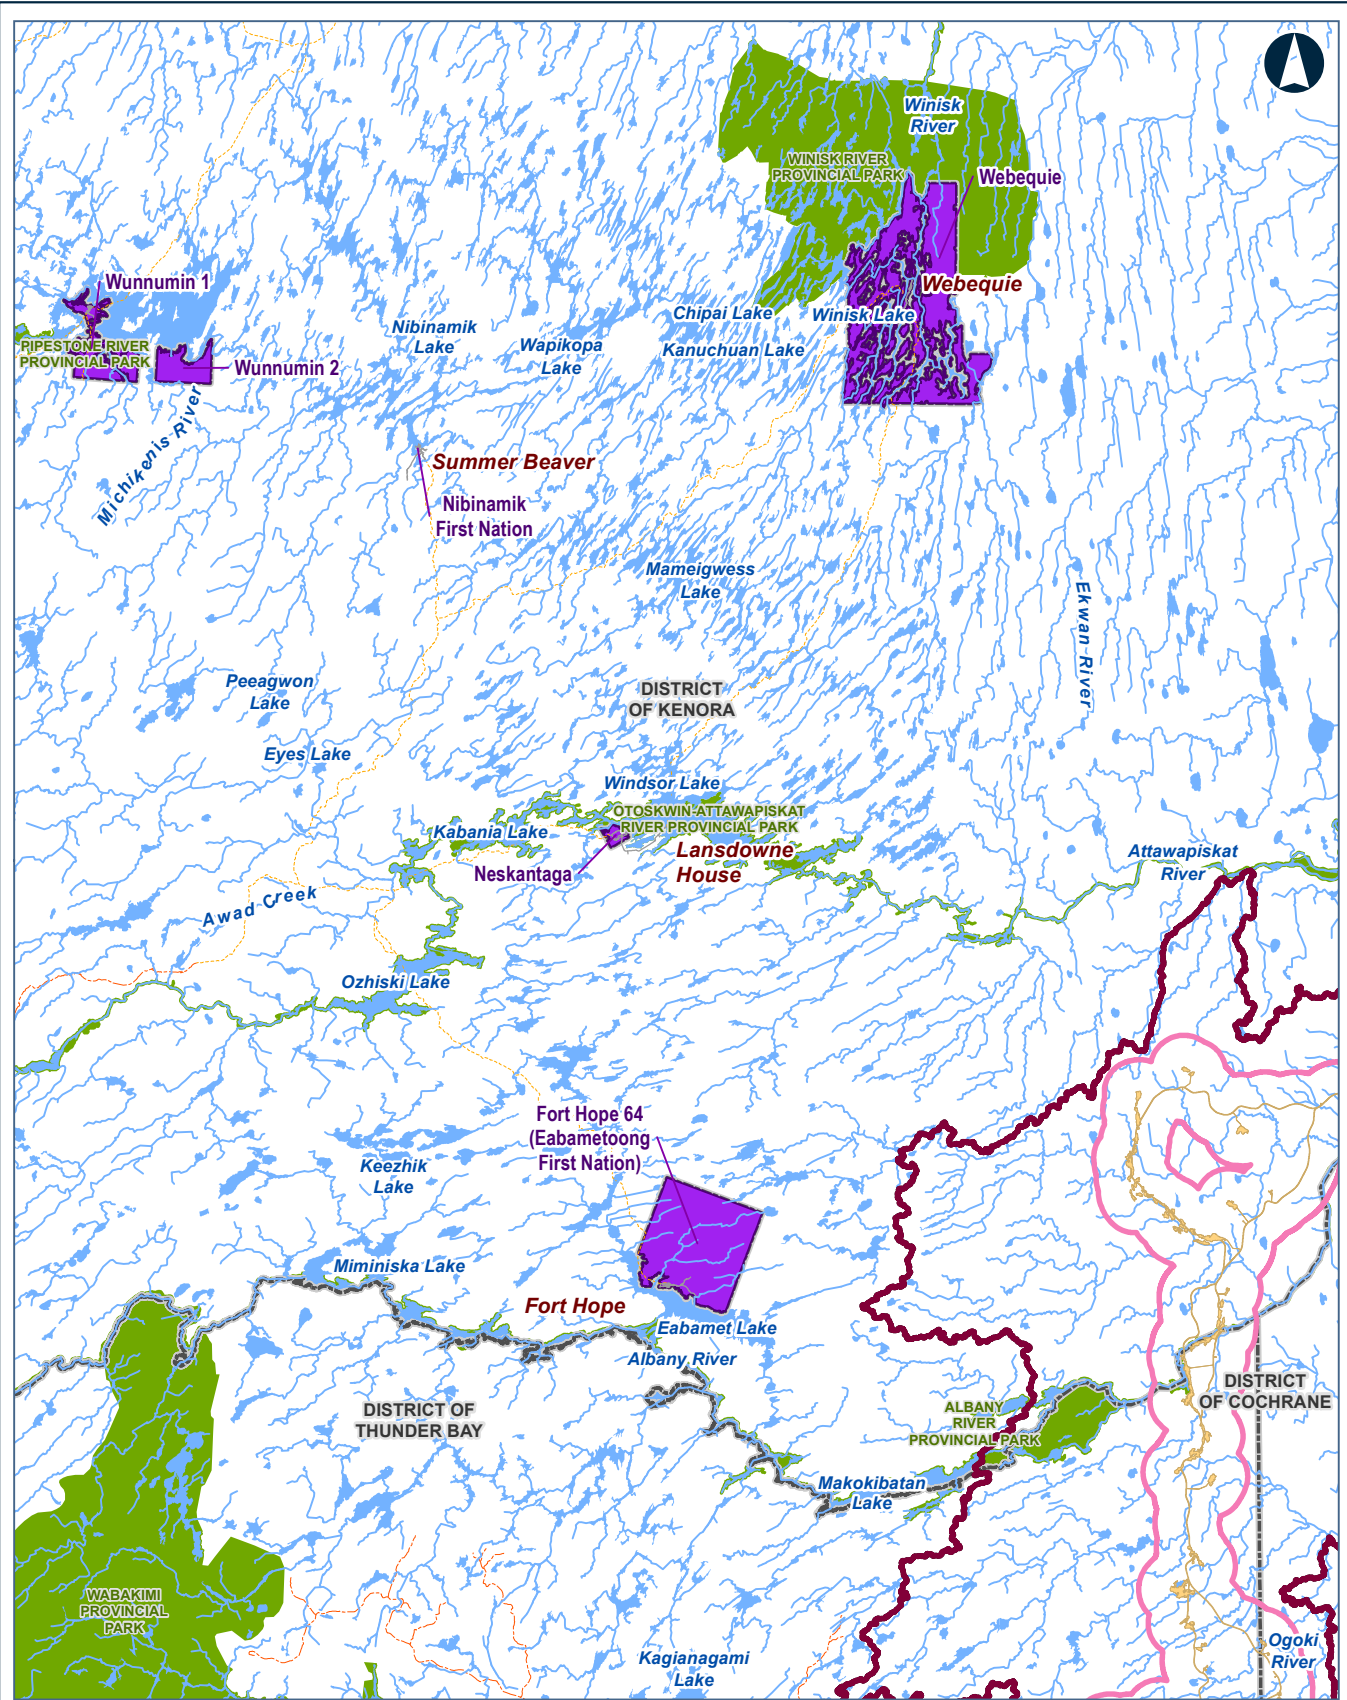 Winisk
River
WINISK RIVER
PROVINCIAL PARK
Webequie
Wunnumin 1
Webequie
Chipai Lake
Winisk Lake
Nibinamik
Lake
Wapikopa
Lake
Kanuchuan Lake
PIPESTONE RIVER
PROVINCIAL PARK
Wunnumin 2
Michikenis River
Summer Beaver
Nibinamik
First Nation
Mameigwess
Lake
Ekwan River
Peeagwon
Lake
DISTRICT
OF KENORA
Eyes Lake
Windsor Lake
OTOSKWIN-ATTAWAPISKAT
RIVER PROVINCIAL PARK
Kabania Lake
Lansdowne
House
Neskantaga
Attawapiskat
River
Awad Creek
Ozhiski Lake
Fort Hope 64
(Eabametoong
First Nation)
Keezhik
Lake
Miminiska Lake
Fort Hope
Eabamet Lake
Albany River
DISTRICT OF
THUNDER BAY
DISTRICT
OF COCHRANE
ALBANY
RIVER
PROVINCIAL PARK
Makokibatan
Lake
WABAKIMI
PROVINCIAL
PARK
Kagianagami
Lake
Ogoki
River